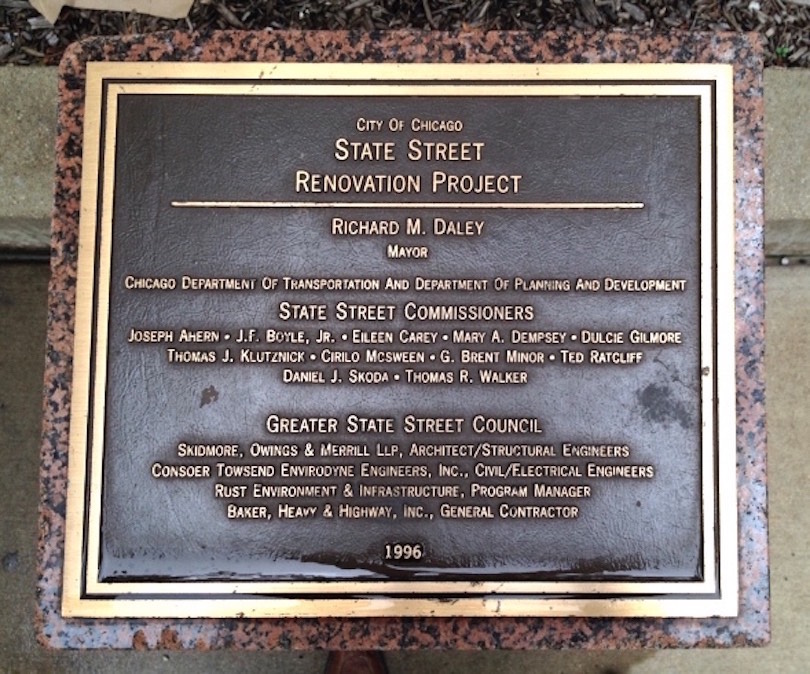 City Of Chicago
State Street
Renovation Project
Richard M. Daley
Mayor
Chicago Department Of Transportation And Department Of Planning And Development
State Street Commissioners
Joseph Ahern • J.F. Boyle, Jr. • Eileen Carey • Mary A. Dempsey • Dulcie Gilmore
Thomas J. Klutznick • Cirilo McSween • G. Brent Minor • Ted Ratcliff
Daniel J. Skoda • Thomas R. Walker
Greater State Street Council
Skidmore, Owings & Merrill LLP, Architect/Structural Engineers
Consoer Townsend Envirodyne Engineers, Inc., Civil/Electrical Engineers
Rust Environment & Infrastructure, Program Manager
Baker, Heavy & Highway, Inc., General Contractor
1996